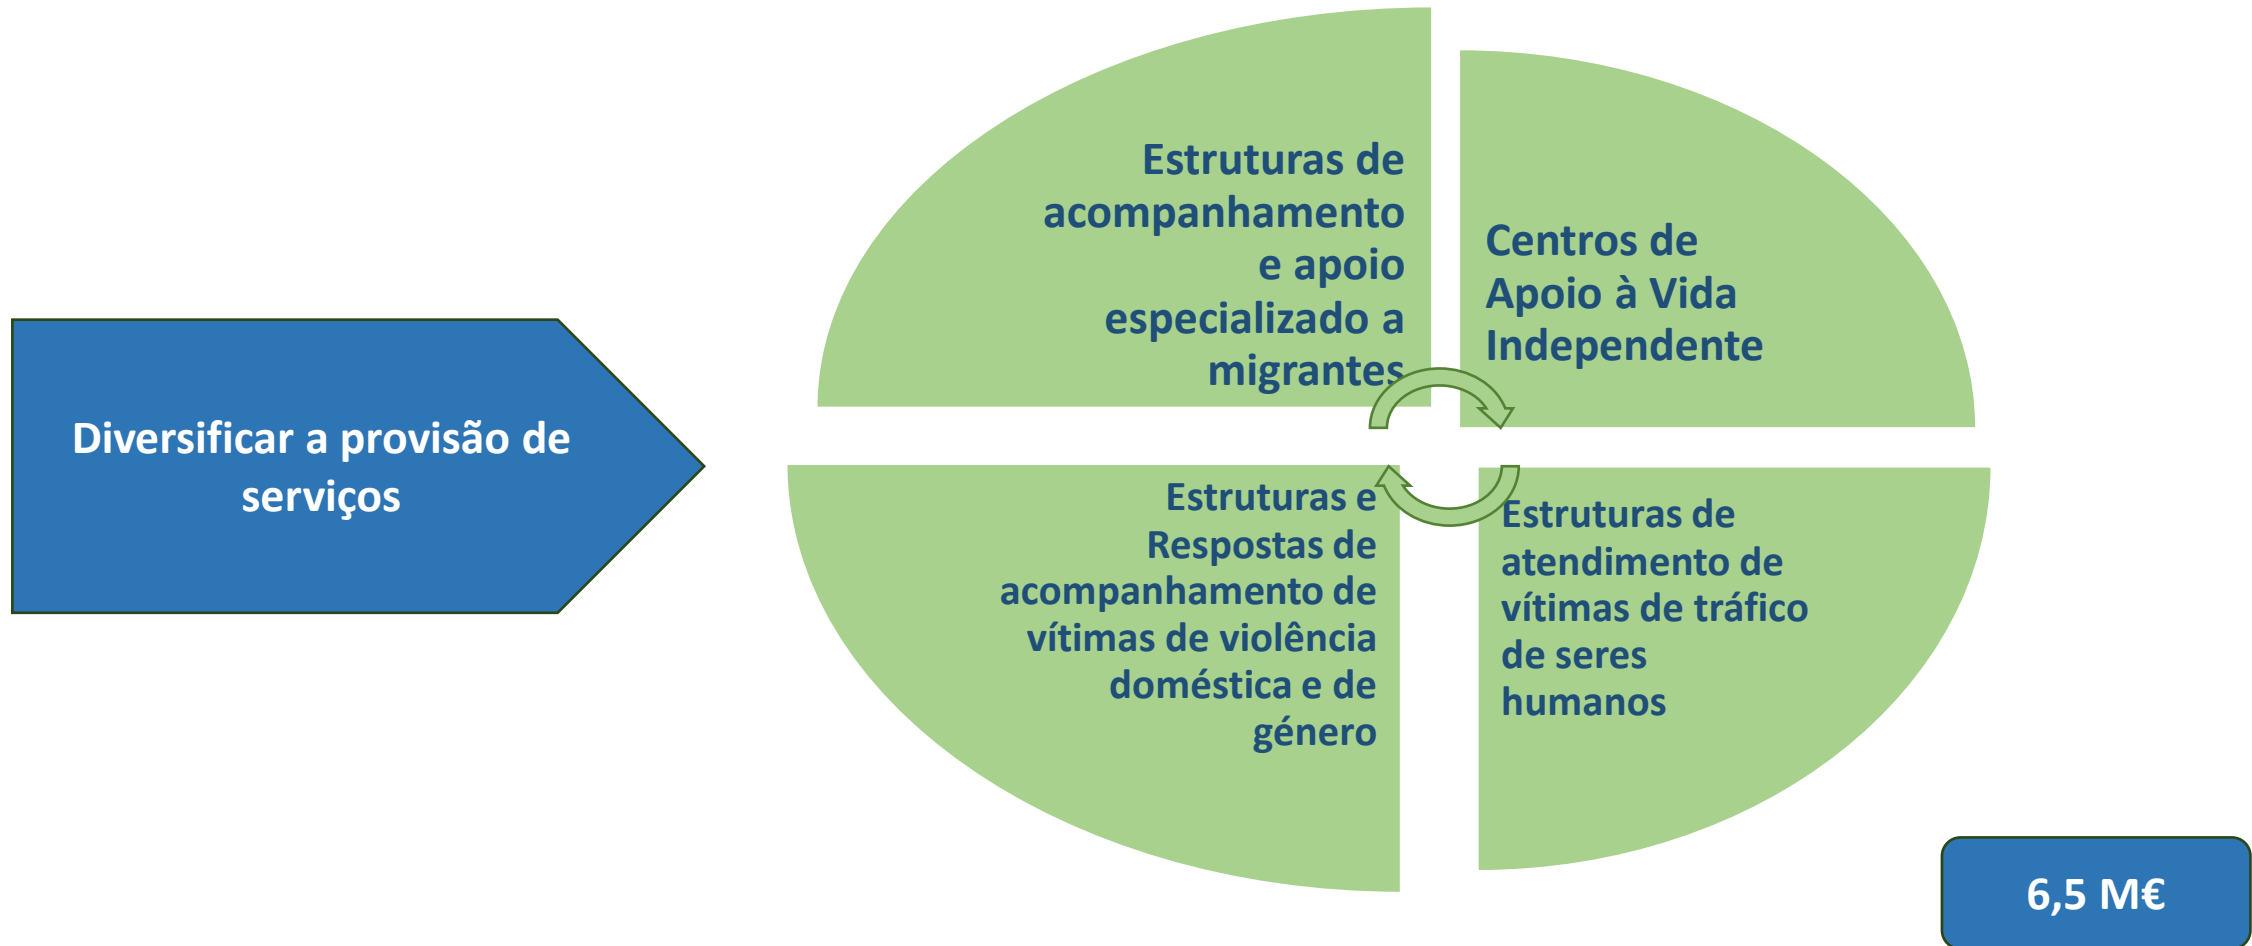 Diversificar a provisão de
serviços
Estruturas de
acompanhamento
e apoio
especializado a
migrantes
Centros de
Apoio à Vida
Independente
Estruturas e
Respostas de
acompanhamento de
vítimas de violência
doméstica e de
género
Estruturas de
atendimento de
vítimas de tráfico
de seres
humanos
6,5 M€